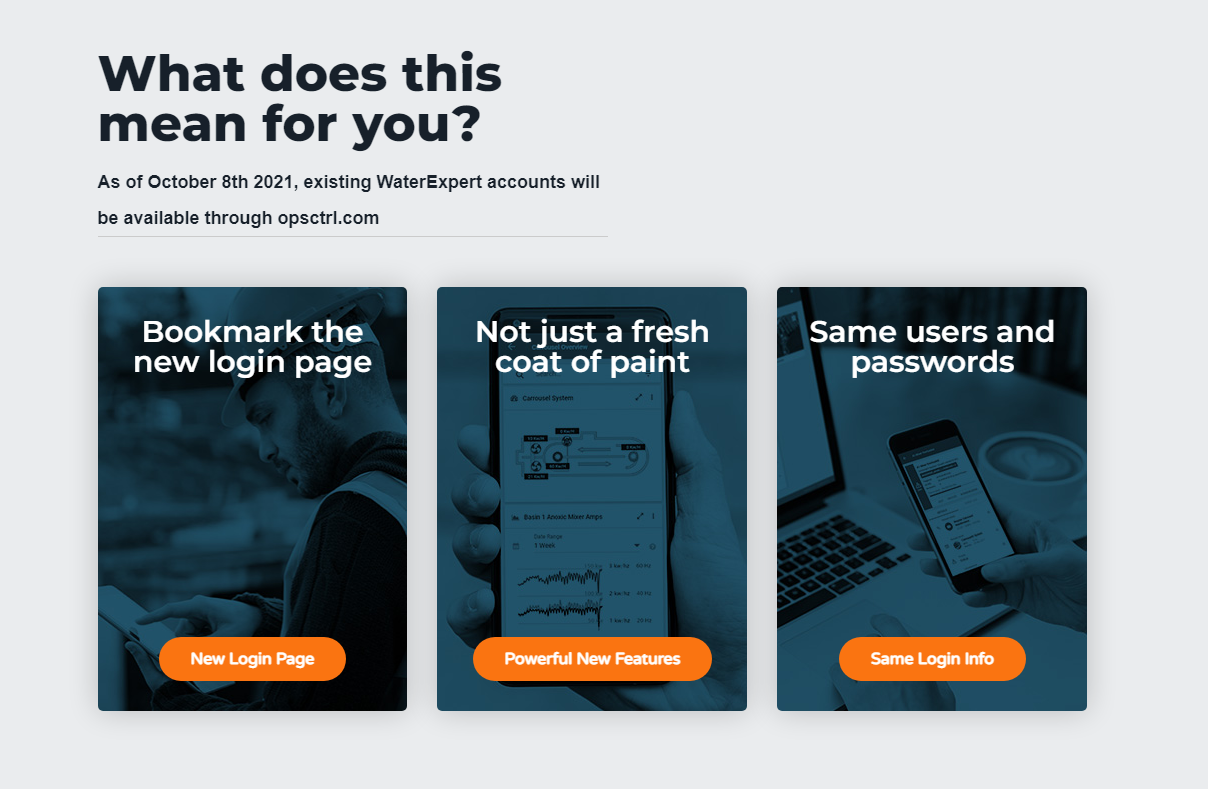 What does this
mean for you?
As of October 8th 2021, existing WaterExpert accounts will
be available through opsctrl.com
Bookmark the
new login page
New Login Page
Not just a fresh
coat of paint
Carrousel System
Basin 1 Anoxic Mixer Amps
Date Range
1 Week
Powerful New Features
Same users and
passwords
Same Login Info